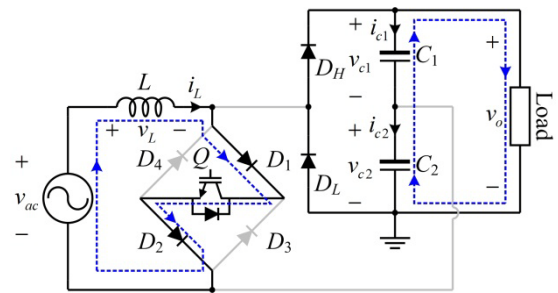 L
i_L
+ v_L −
D_4
Q
D_1
D_2
D_3
+
v_ac
−
D_H
D_L
+
v_c1
−
i_c1
C_1
+
v_c2
−
i_c2
C_2
+
v_o
−
Load